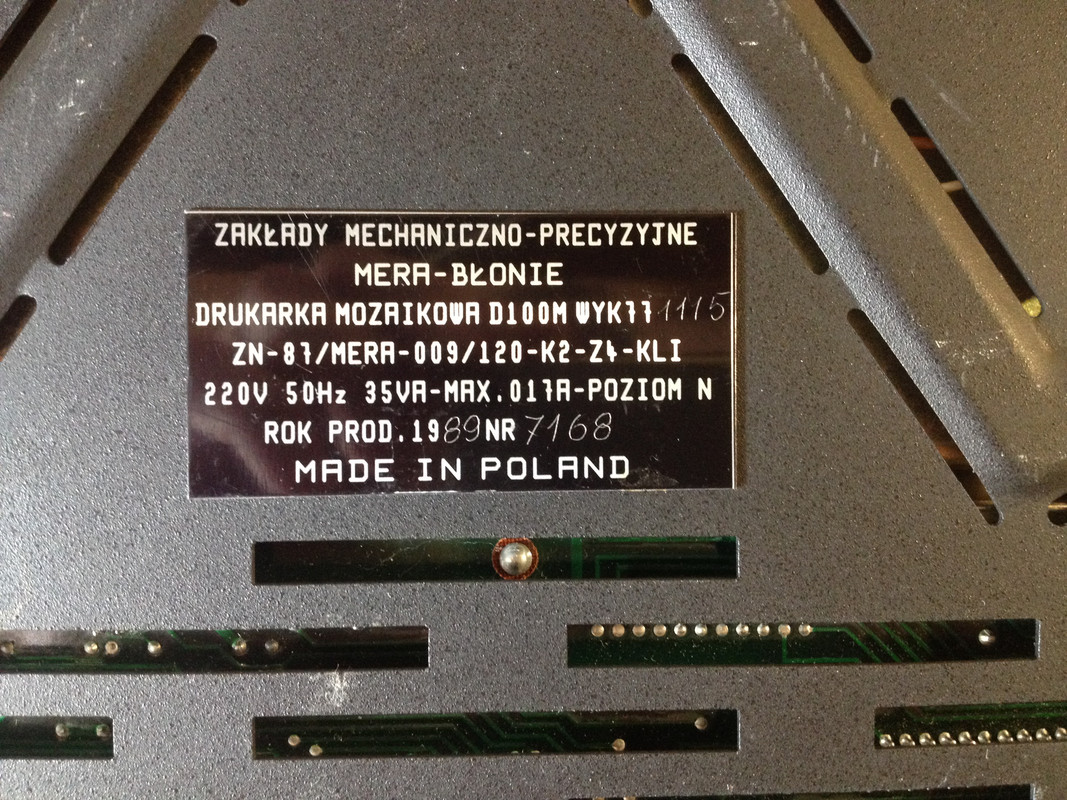 ZAKŁADY MECHANICZNO-PRECYZYJNE
MERA-BŁONIE
DRUKARKA MOZAIKOWA D100M WYK77 1115
ZN-87/MERA-009/120-K2-Z4-KLI
220V 50Hz 35VA-MAX.017A-POZIOM N
ROK PROD.1989 NR 7168
MADE IN POLAND